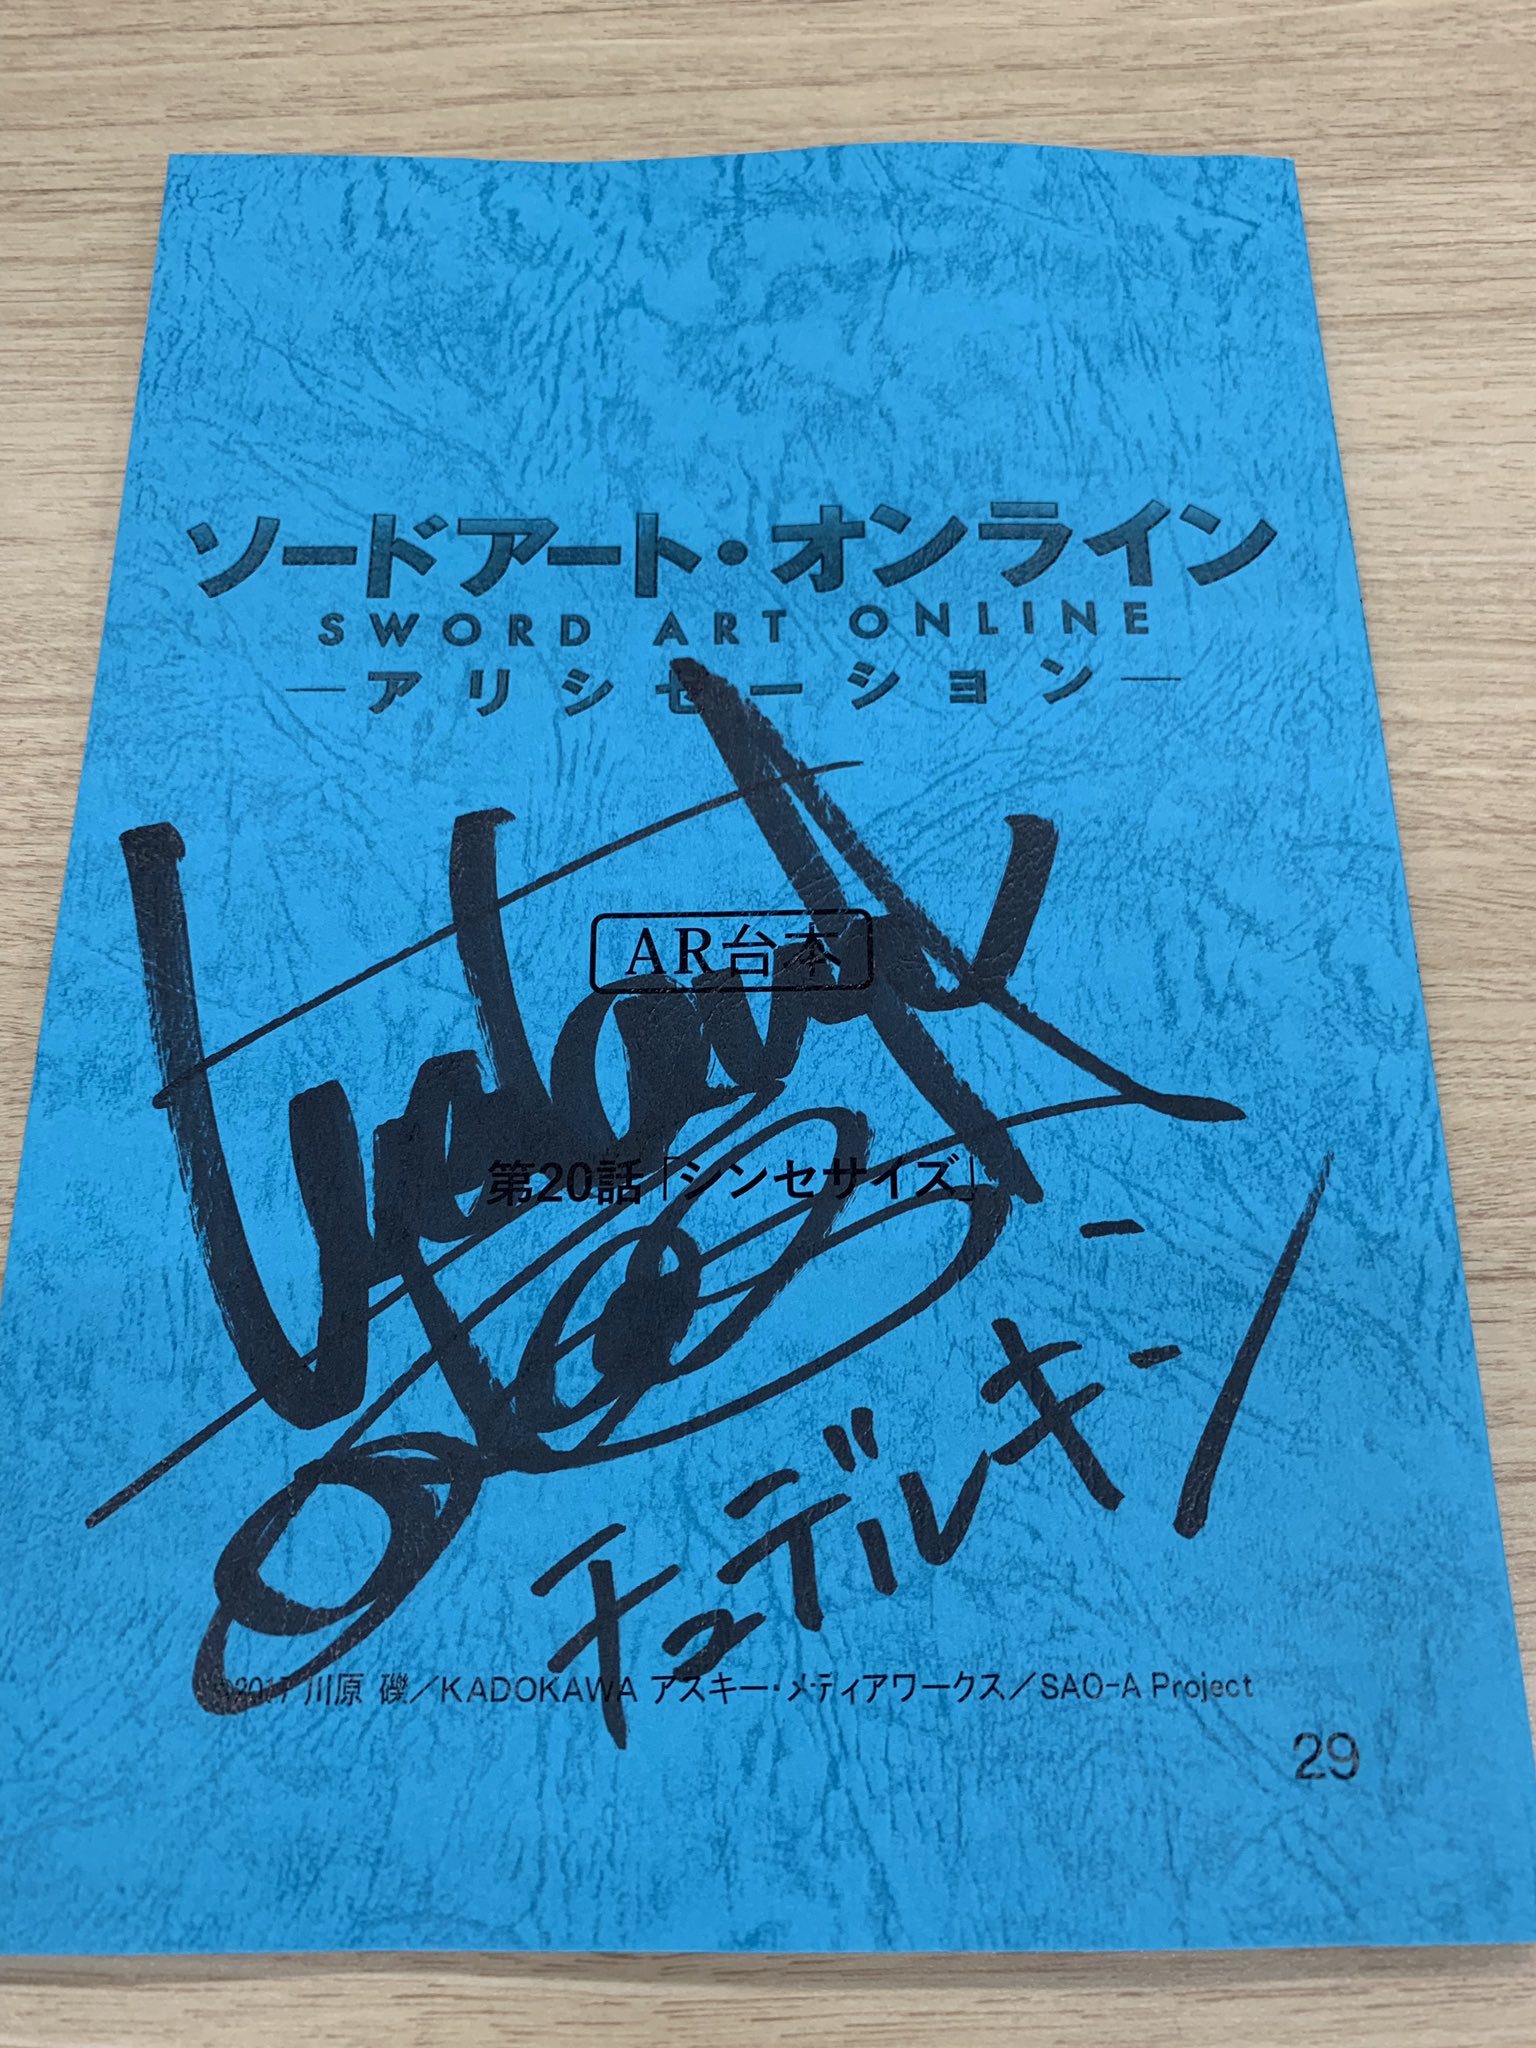 ソードアート・オンライン
SWORD ART ONLINE
ーアリシゼーションー
AR台本
第20話「シンセサイズ」
チュデルキン
©2017 川原 礫／KADOKAWA アスキー・メディアワークス／SAO-A Project
29